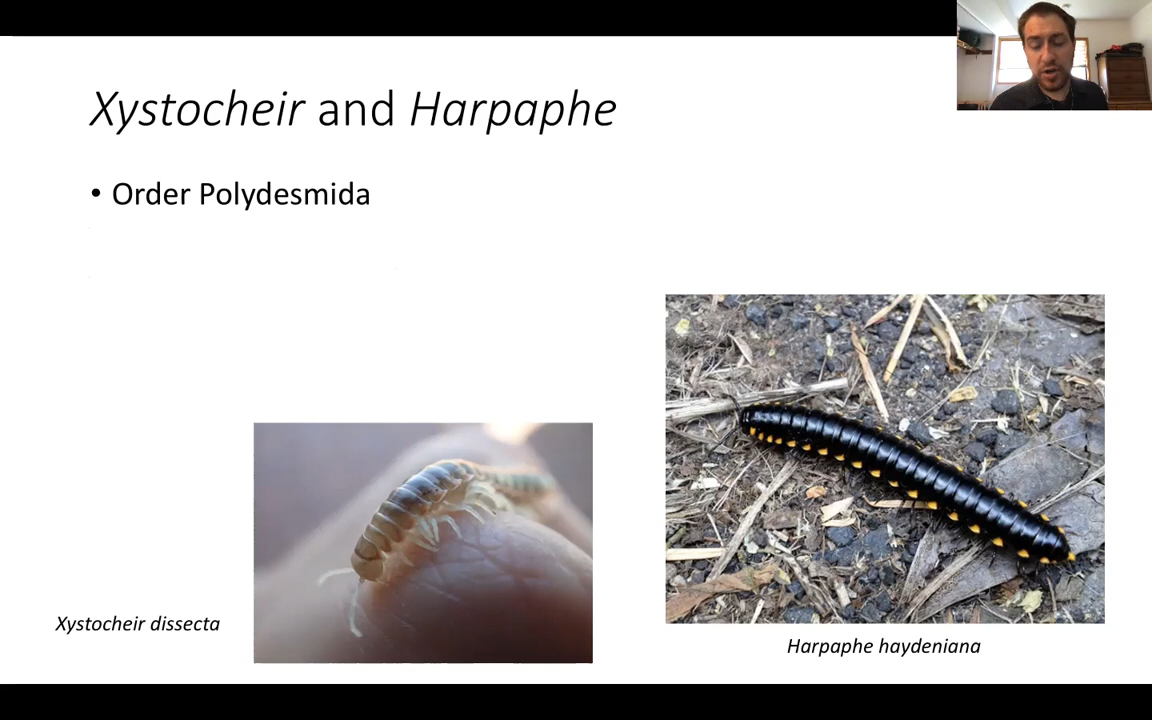 Xystocheir and Harpaphe
• Order Polydesmida
Xystocheir dissecta
Harpaphe haydeniana